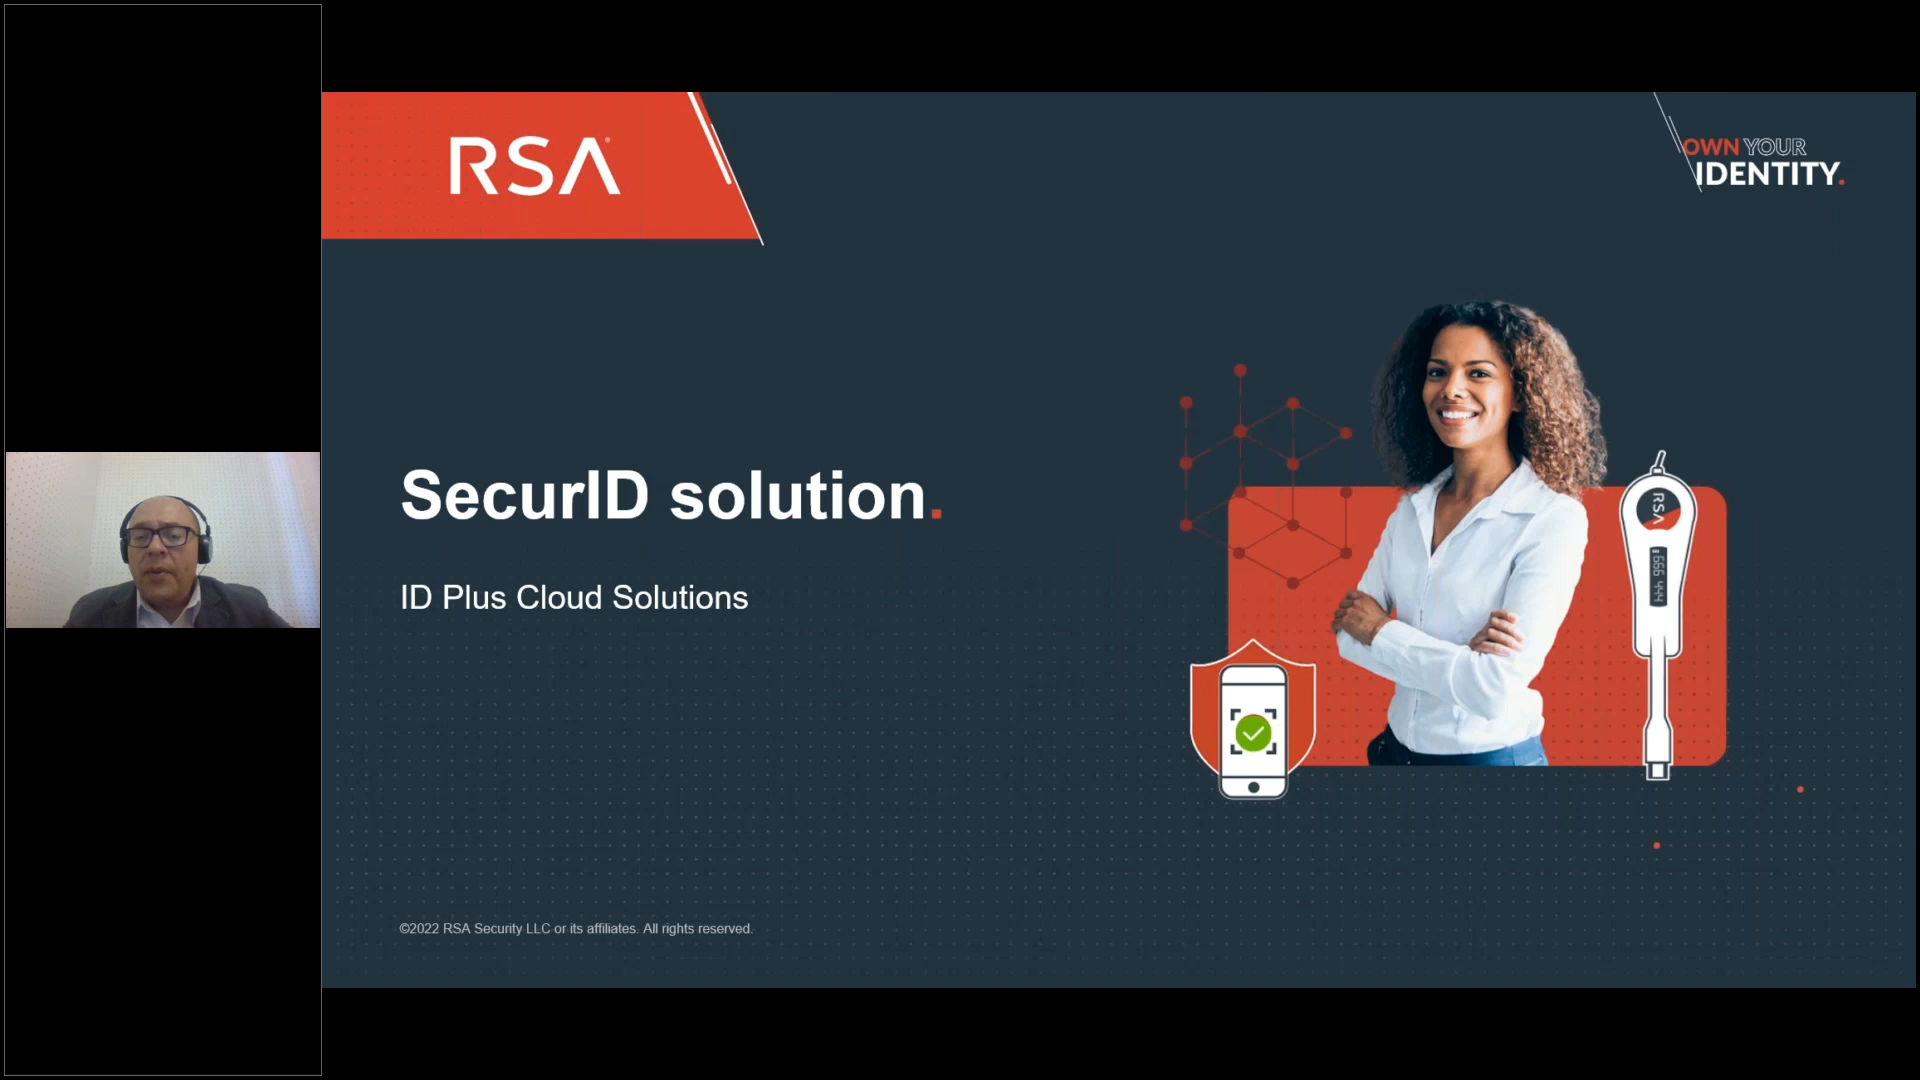 RSA
OWN YOUR
IDENTITY.
SecurID solution.
ID Plus Cloud Solutions
RSA
©2022 RSA Security LLC or its affiliates. All rights reserved.